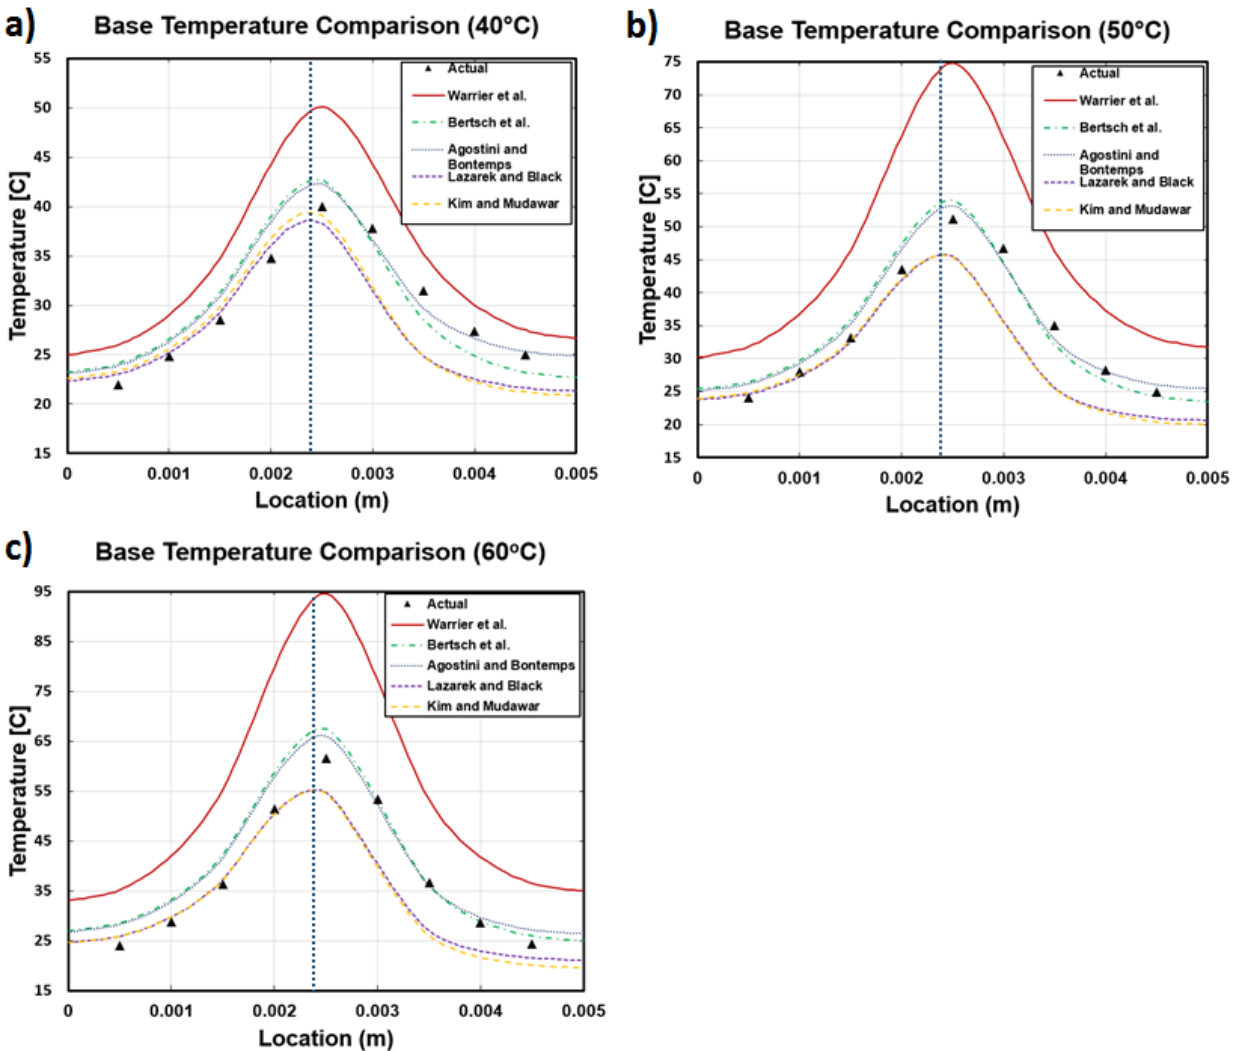 a)
Base Temperature Comparison (40°C)
Temperature [C]
55
50
45
40
35
30
25
20
15
0
0.001
0.002
0.003
0.004
0.005
Location (m)
Actual
Warrier et al.
Bertsch et al.
Agostini and
Bontemps
Lazarek and Black
Kim and Mudawar
b)
Base Temperature Comparison (50°C)
Temperature [C]
75
70
65
60
55
50
45
40
35
30
25
20
15
0
0.001
0.002
0.003
0.004
0.005
Location (m)
Actual
Warrier et al.
Bertsch et al.
Agostini and
Bontemps
Lazarek and Black
Kim and Mudawar
c)
Base Temperature Comparison (60°C)
Temperature [C]
95
85
75
65
55
45
35
25
15
0
0.001
0.002
0.003
0.004
0.005
Location (m)
Actual
Warrier et al.
Bertsch et al.
Agostini and Bontemps
Lazarek and Black
Kim and Mudawar